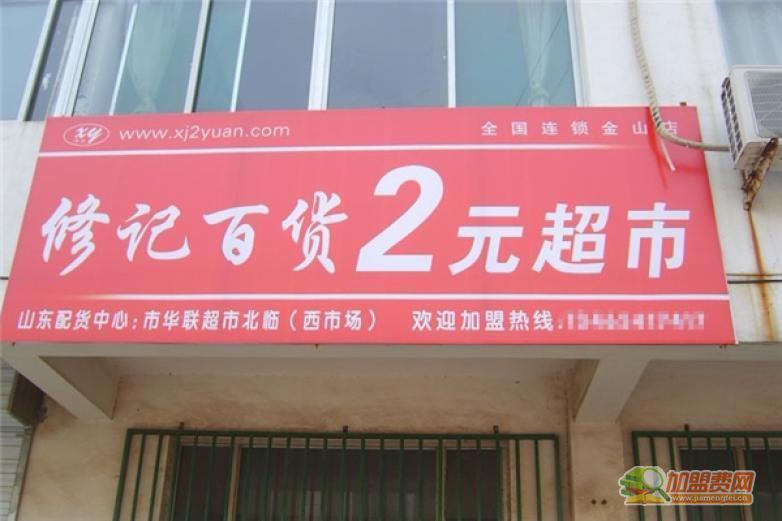 xy www.xj2yuan.com 全国连锁金山店
修记百货2元超市
山东配货中心：市华联超市北临（西市场） 欢迎加盟热线：
加盟费网
www.jiamengfei.cn